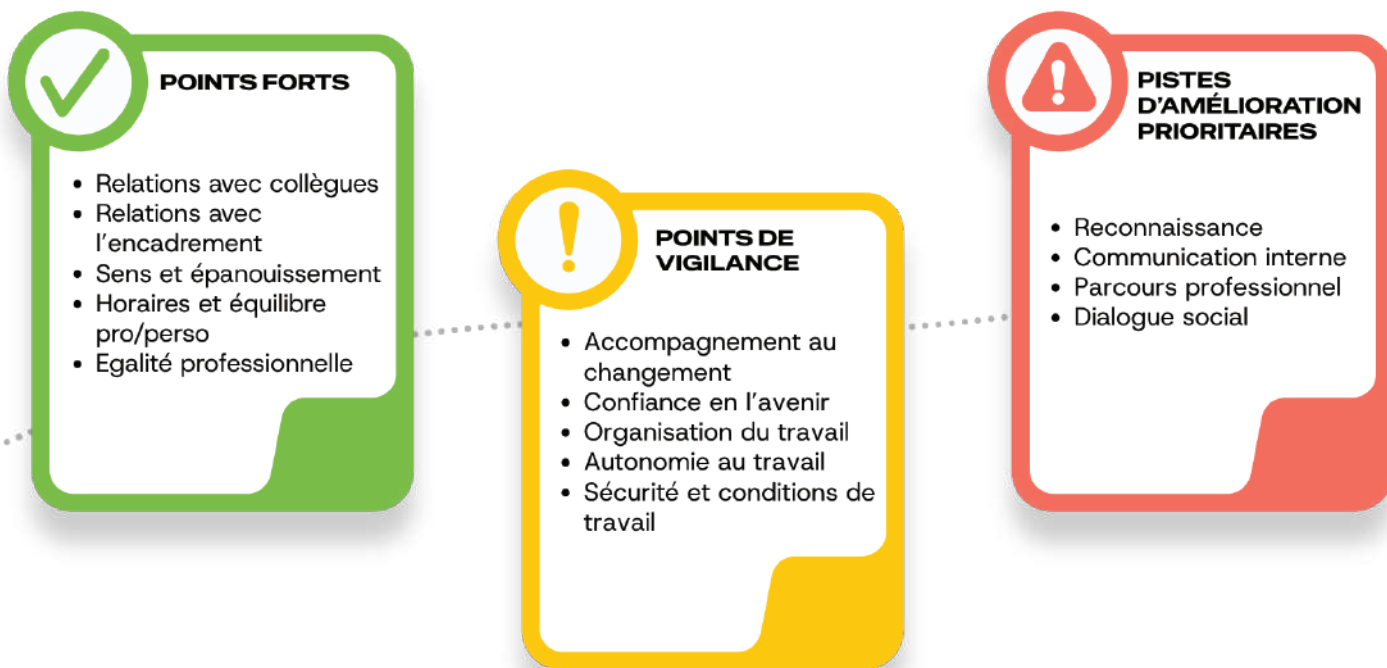 POINTS FORTS
• Relations avec collègues
• Relations avec
l'encadrement
• Sens et épanouissement
• Horaires et équilibre
pro/perso
• Egalité professionnelle
POINTS DE
VIGILANCE
• Accompagnement au
changement
• Confiance en l'avenir
• Organisation du travail
• Autonomie au travail
• Sécurité et conditions de
travail
PISTES
D'AMÉLIORATION
PRIORITAIRES
• Reconnaissance
• Communication interne
• Parcours professionnel
• Dialogue social